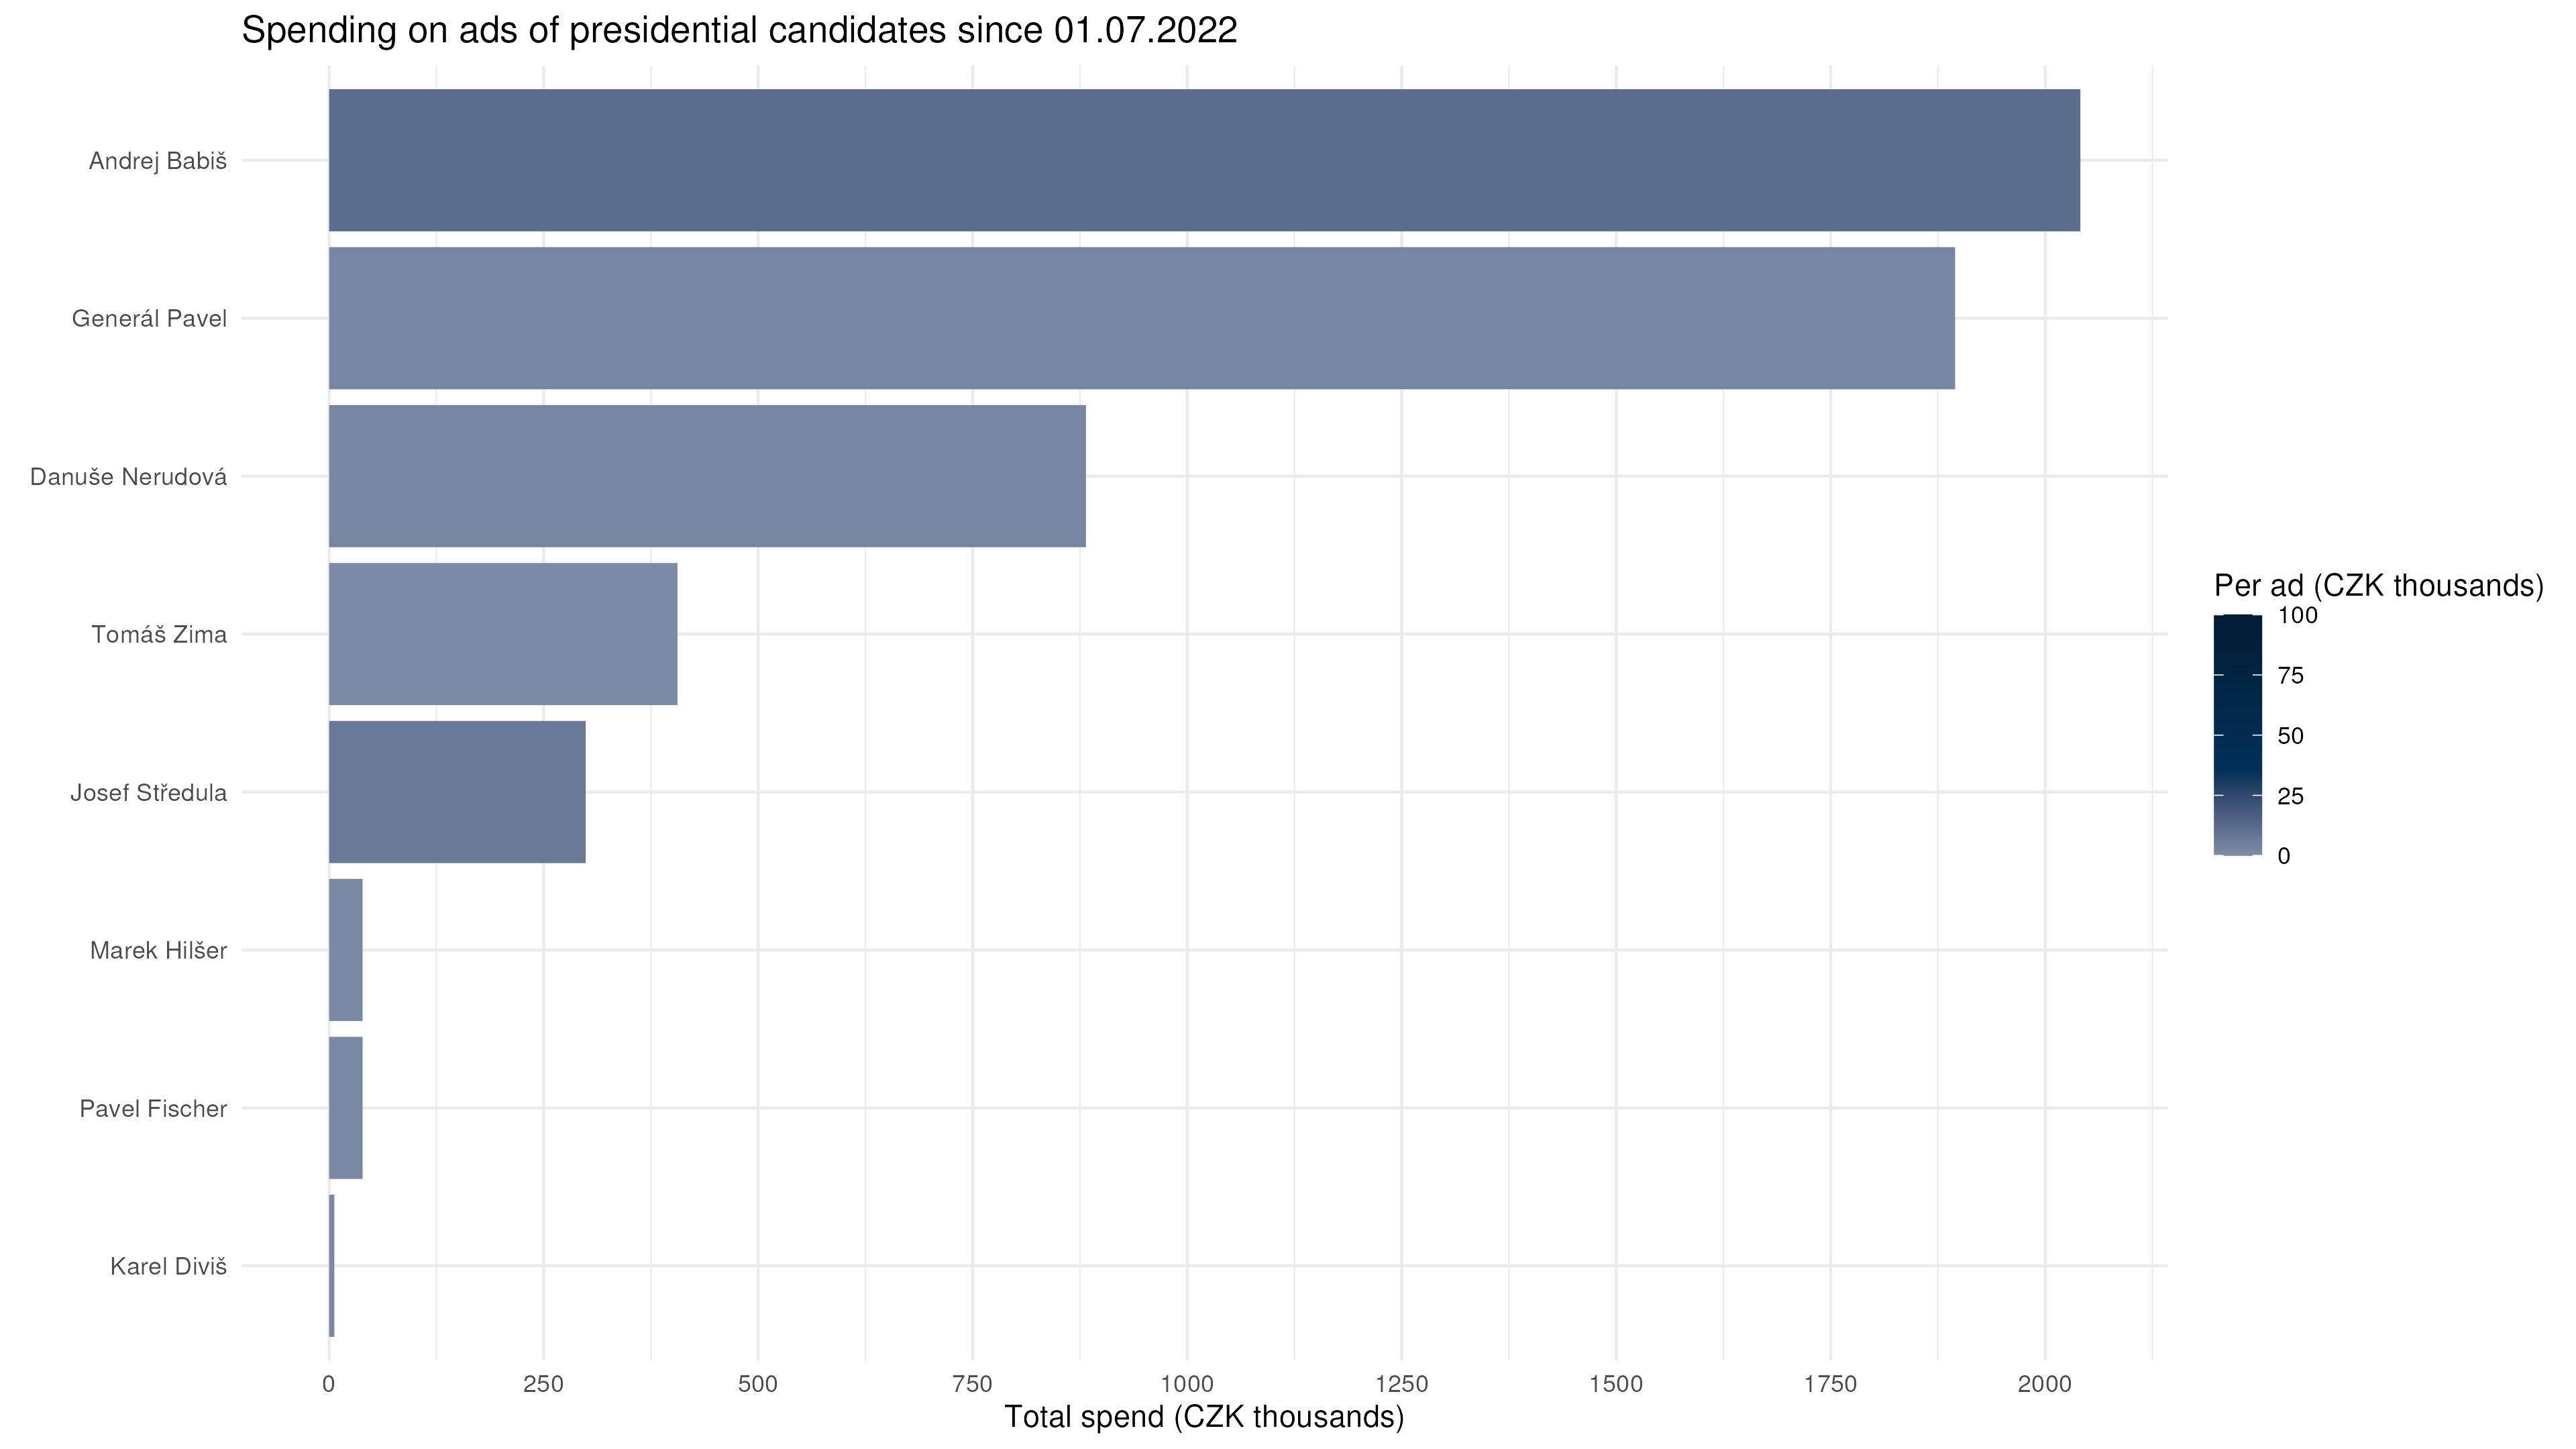 Spending on ads of presidential candidates since 01.07.2022
Andrej Babiš
Generál Pavel
Danuše Nerudová
Tomáš Zima
Josef Středula
Marek Hilšer
Pavel Fischer
Karel Diviš
0 250 500 750 1000 1250 1500 1750 2000
Total spend (CZK thousands)
Per ad (CZK thousands)
100
75
50
25
0